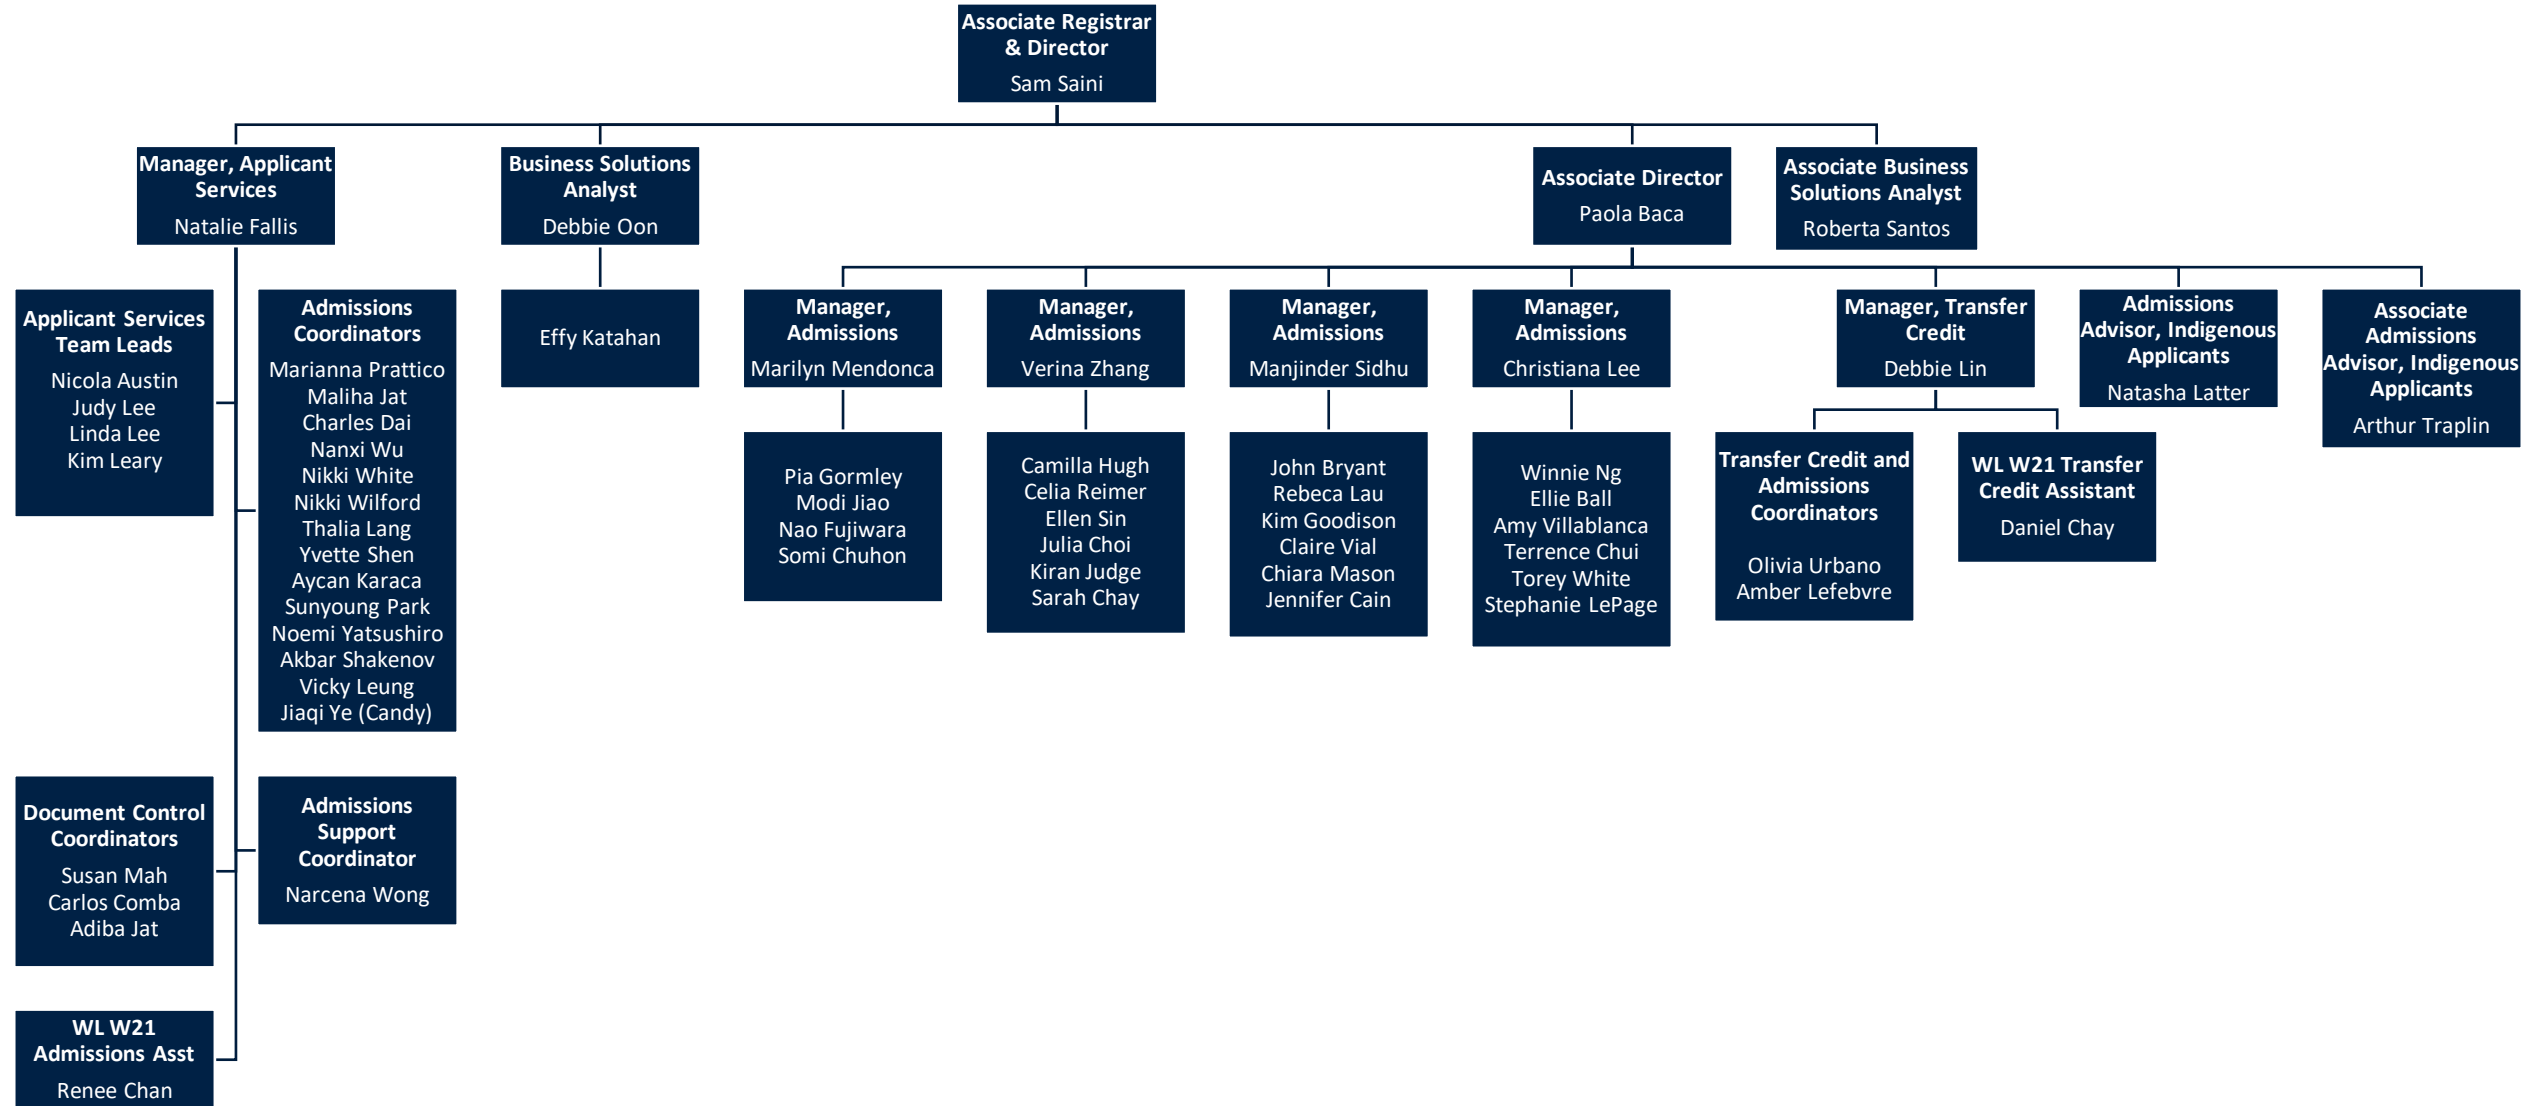 Associate Registrar
& Director
Sam Saini
Manager, Applicant
Services
Natalie Fallis
Business Solutions
Analyst
Debbie Oon
Associate Director
Paola Baca
Associate Business
Solutions Analyst
Roberta Santos
Applicant Services
Team Leads
Nicola Austin
Judy Lee
Linda Lee
Kim Leary
Admissions
Coordinators
Marianna Prattico
Maliha Jat
Charles Dai
Nanxi Wu
Nikki White
Nikki Wilford
Thalia Lang
Yvette Shen
Aycan Karaca
Sunyoung Park
Noemi Yatsushiro
Akbar Shakenov
Vicky Leung
Jiaqi Ye (Candy)
Effy Katahan
Manager,
Admissions
Marilyn Mendonca
Manager,
Admissions
Verina Zhang
Manager,
Admissions
Manjinder Sidhu
Manager,
Admissions
Christiana Lee
Manager, Transfer
Credit
Debbie Lin
Admissions
Advisor, Indigenous
Applicants
Natasha Latter
Associate
Admissions
Advisor, Indigenous
Applicants
Arthur Traplin
Pia Gormley
Modi Jiao
Nao Fujiwara
Somi Chuhon
Camilla Hugh
Celia Reimer
Ellen Sin
Julia Choi
Kiran Judge
Sarah Chay
John Bryant
Rebeca Lau
Kim Goodison
Claire Vial
Chiara Mason
Jennifer Cain
Winnie Ng
Ellie Ball
Amy Villablanca
Terrence Chui
Torey White
Stephanie LePage
Transfer Credit and
Admissions
Coordinators
Olivia Urbano
Amber Lefebvre
WL W21 Transfer
Credit Assistant
Daniel Chay
Document Control
Coordinators
Susan Mah
Carlos Comba
Adiba Jat
Admissions
Support
Coordinator
Narcena Wong
WL W21
Admissions Asst
Renee Chan